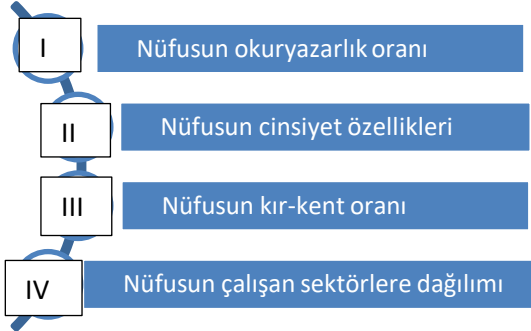 I
Nüfusun okuryazarlık oranı
II
Nüfusun cinsiyet özellikleri
III
Nüfusun kır-kent oranı
IV
Nüfusun çalışan sektörlere dağılımı